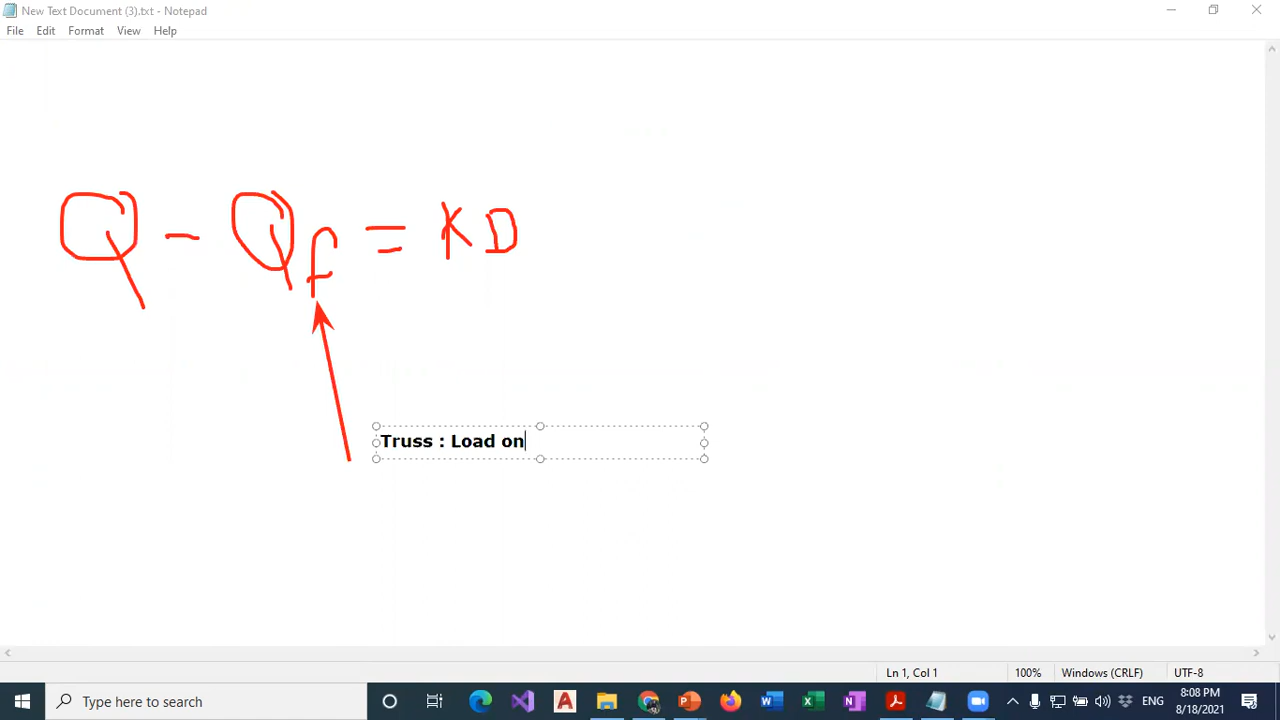 New Text Document (3).txt - Notepad
File Edit Format View Help
Q - Qf = KD
Truss : Load on
Ln 1, Col 1 100% Windows (CRLF) UTF-8
Type here to search
ENG
8:08 PM
8/18/2021